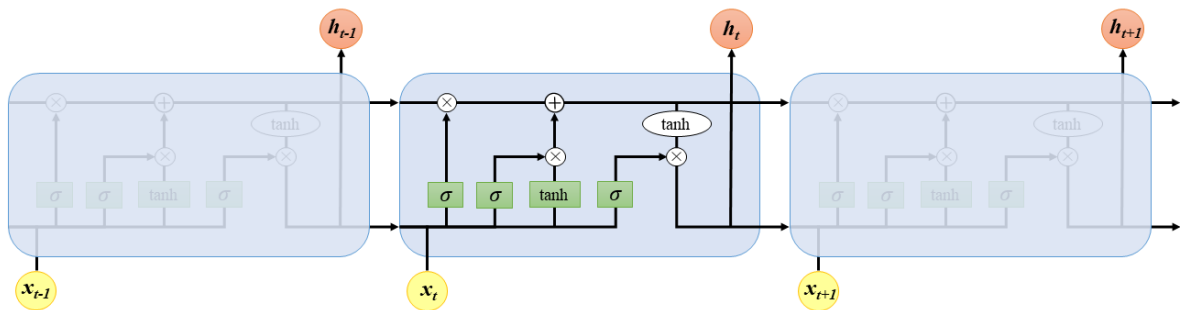 h_{t-1} h_t h_{t+1}
× + × + × +
tanh tanh tanh
× × × × × ×
σ σ tanh σ σ σ tanh σ σ σ tanh σ
x_{t-1} x_t x_{t+1}